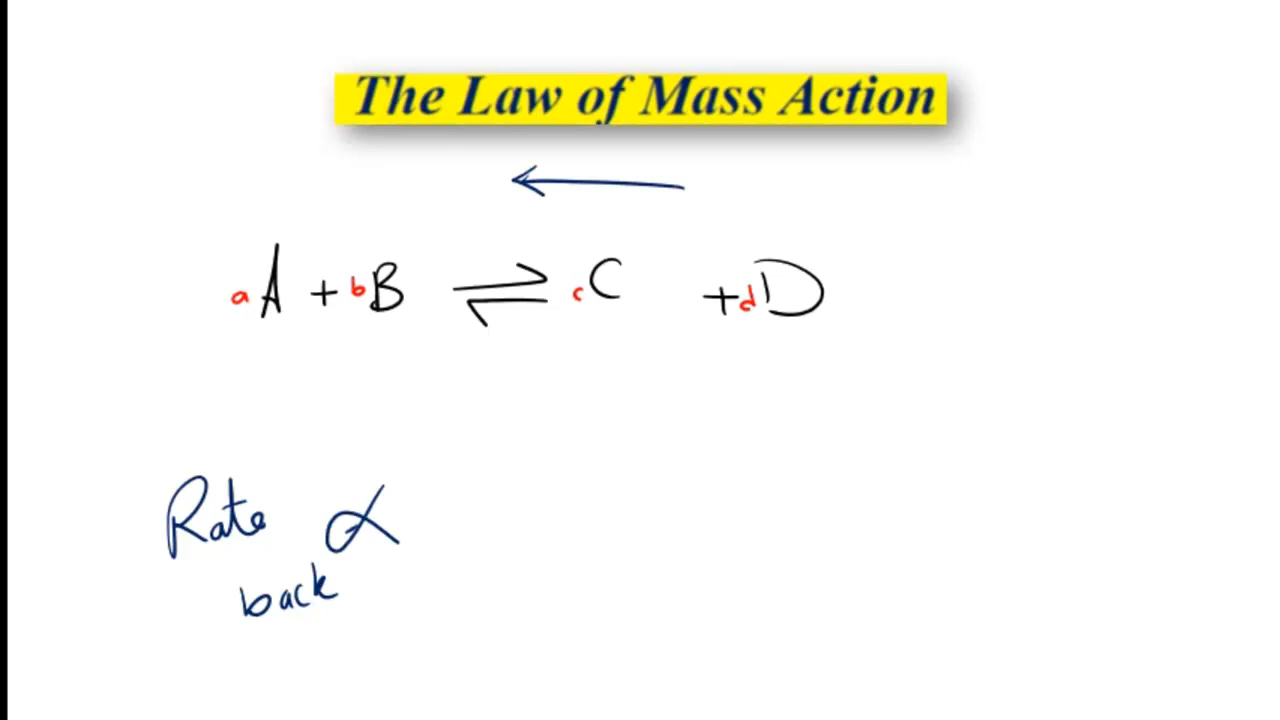 The Law of Mass Action
aA + bB ⇌ cC + dD
Rate ∝
back